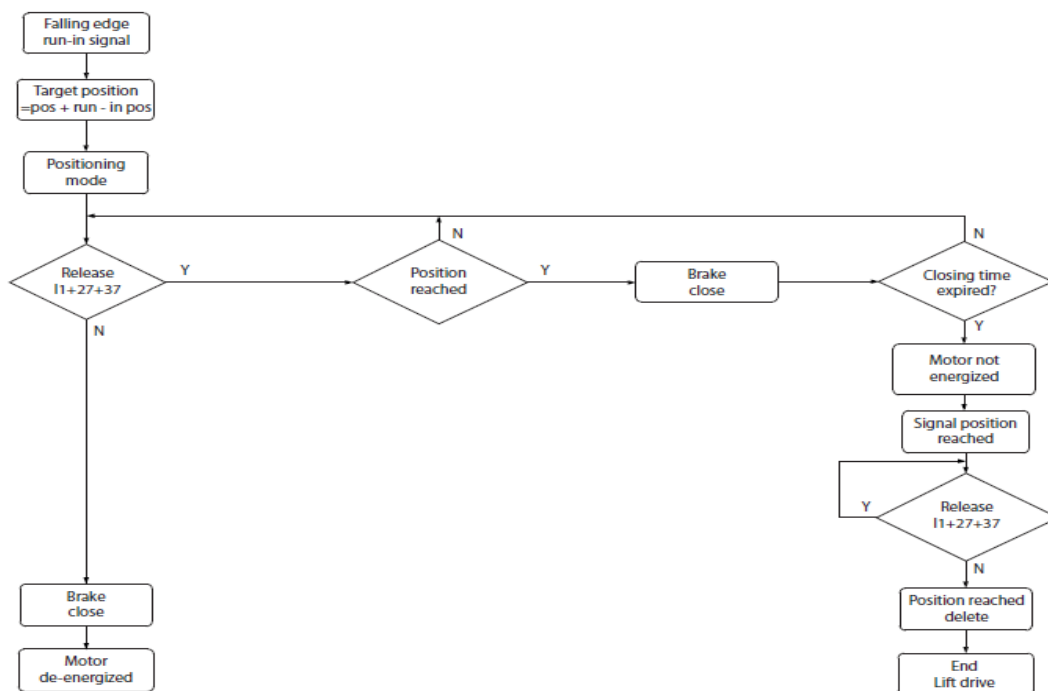 Falling edge
run-in signal
Target position
=pos + run - in pos
Positioning
mode
N
N
Release
I1+27+37
Y
Position
reached
Y
Brake
close
Closing time
expired?
N
Y
Motor not
energized
Signal position
reached
Y
Release
I1+27+37
N
Brake
close
Position reached
delete
Motor
de-energized
End
Lift drive